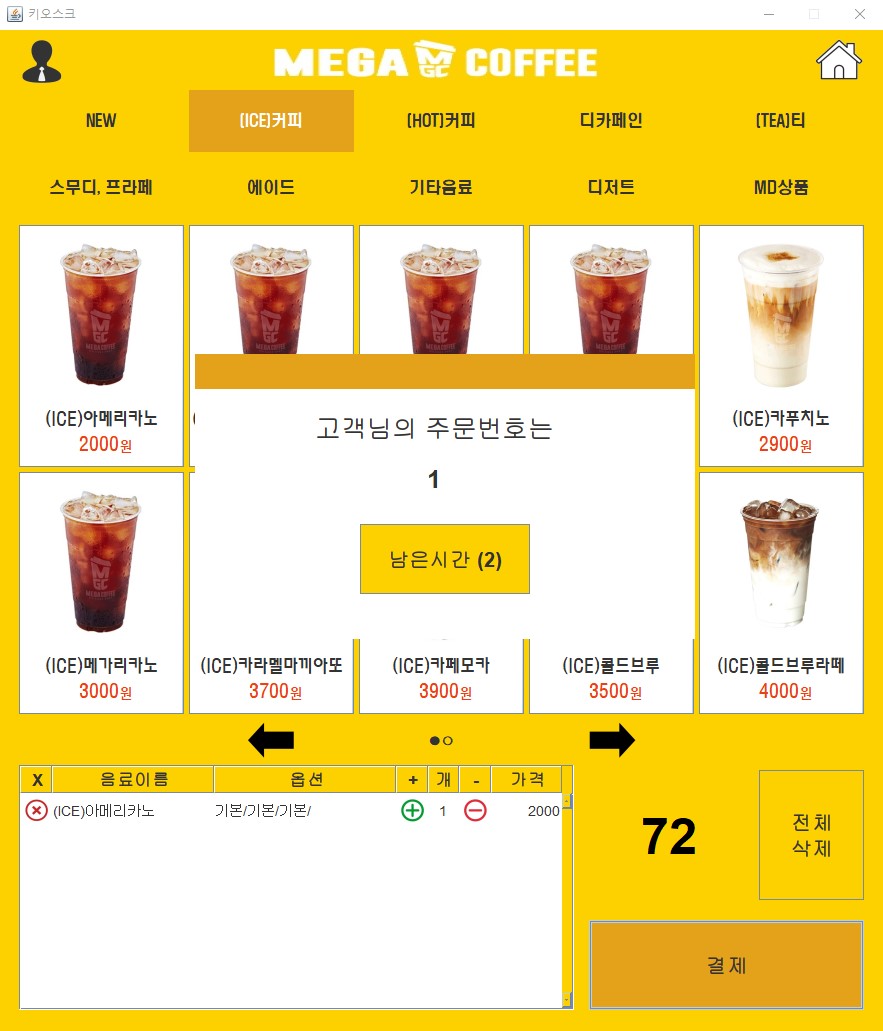 키오스크
MEGA MGC COFFEE
NEW
(ICE)커피
(HOT)커피
디카페인
(TEA)티
스무디, 프라페
에이드
기타음료
디저트
MD상품
(ICE)아메리카노
2000원
(ICE)카푸치노
2900원
고객님의 주문번호는
1
남은시간 (2)
(ICE)메가리카노
3000원
(ICE)카라멜마끼아또
3700원
(ICE)카페모카
3900원
(ICE)콜드브루
3500원
(ICE)콜드브루라떼
4000원
X 음료이름 옵션 + 개 - 가격
(ICE)아메리카노 기본/기본/기본/ 1 2000
72
전체
삭제
결제